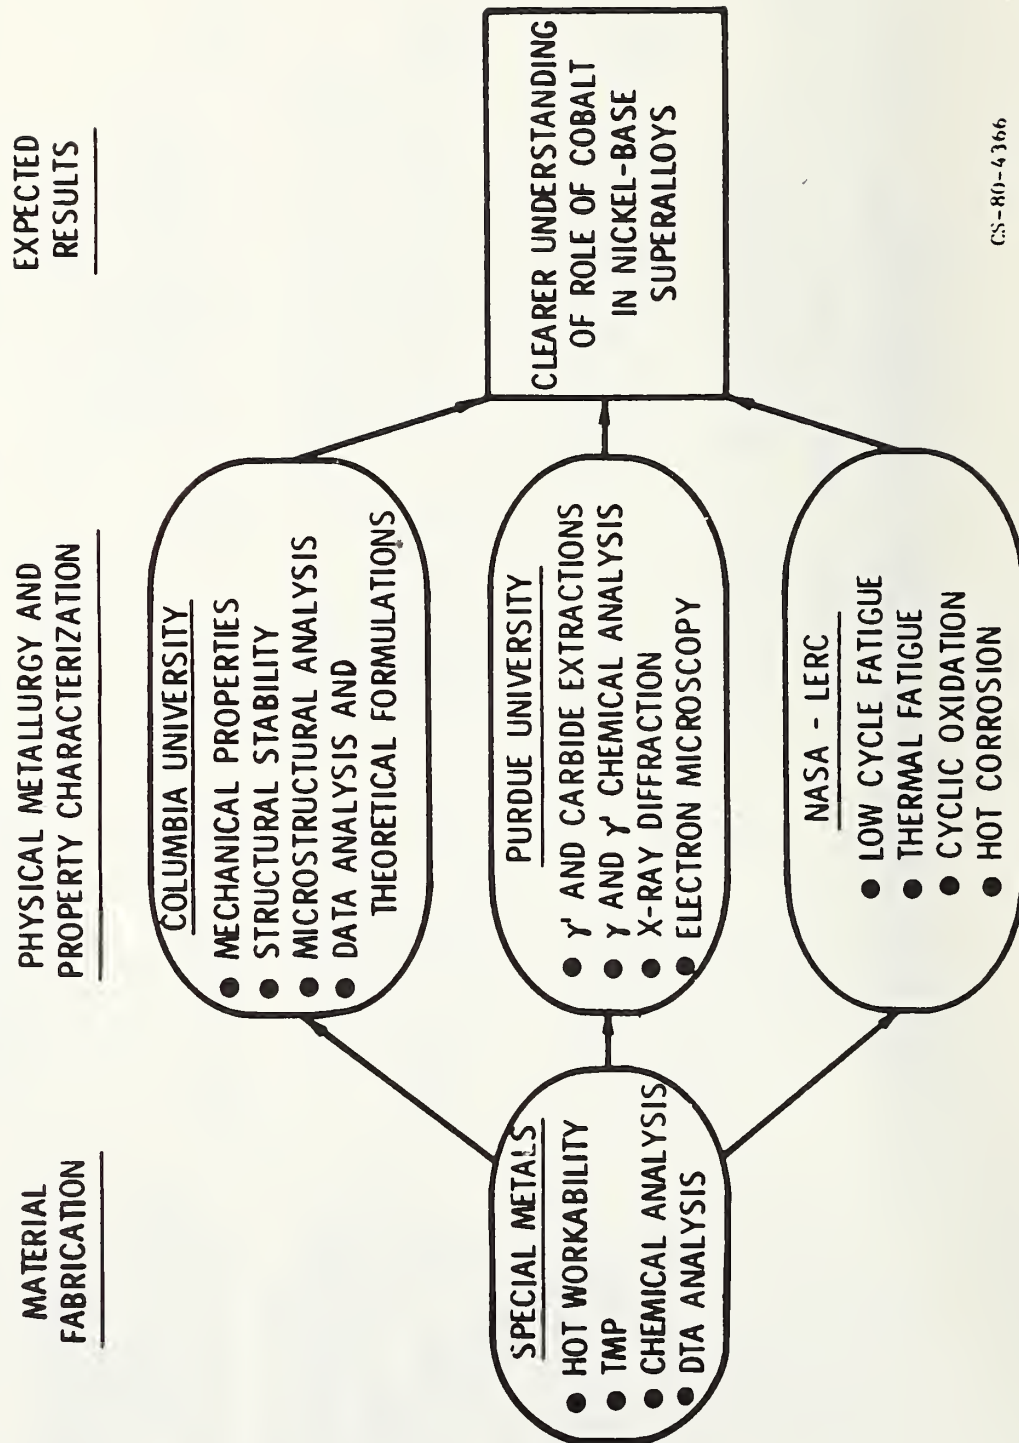 MATERIAL
FABRICATION
PHYSICAL METALLURGY AND
PROPERTY CHARACTERIZATION
EXPECTED
RESULTS
SPECIAL METALS
● HOT WORKABILITY
● TMP
● CHEMICAL ANALYSIS
● DTA ANALYSIS
COLUMBIA UNIVERSITY
● MECHANICAL PROPERTIES
● STRUCTURAL STABILITY
● MICROSTRUCTURAL ANALYSIS
● DATA ANALYSIS AND
THEORETICAL FORMULATIONS
PURDUE UNIVERSITY
● γ' AND CARBIDE EXTRACTIONS
● γ AND γ' CHEMICAL ANALYSIS
● X-RAY DIFFRACTION
● ELECTRON MICROSCOPY
NASA - LERC
● LOW CYCLE FATIGUE
● THERMAL FATIGUE
● CYCLIC OXIDATION
● HOT CORROSION
CLEARER UNDERSTANDING
OF ROLE OF COBALT
IN NICKEL-BASE
SUPERALLOYS
CS-80-4366